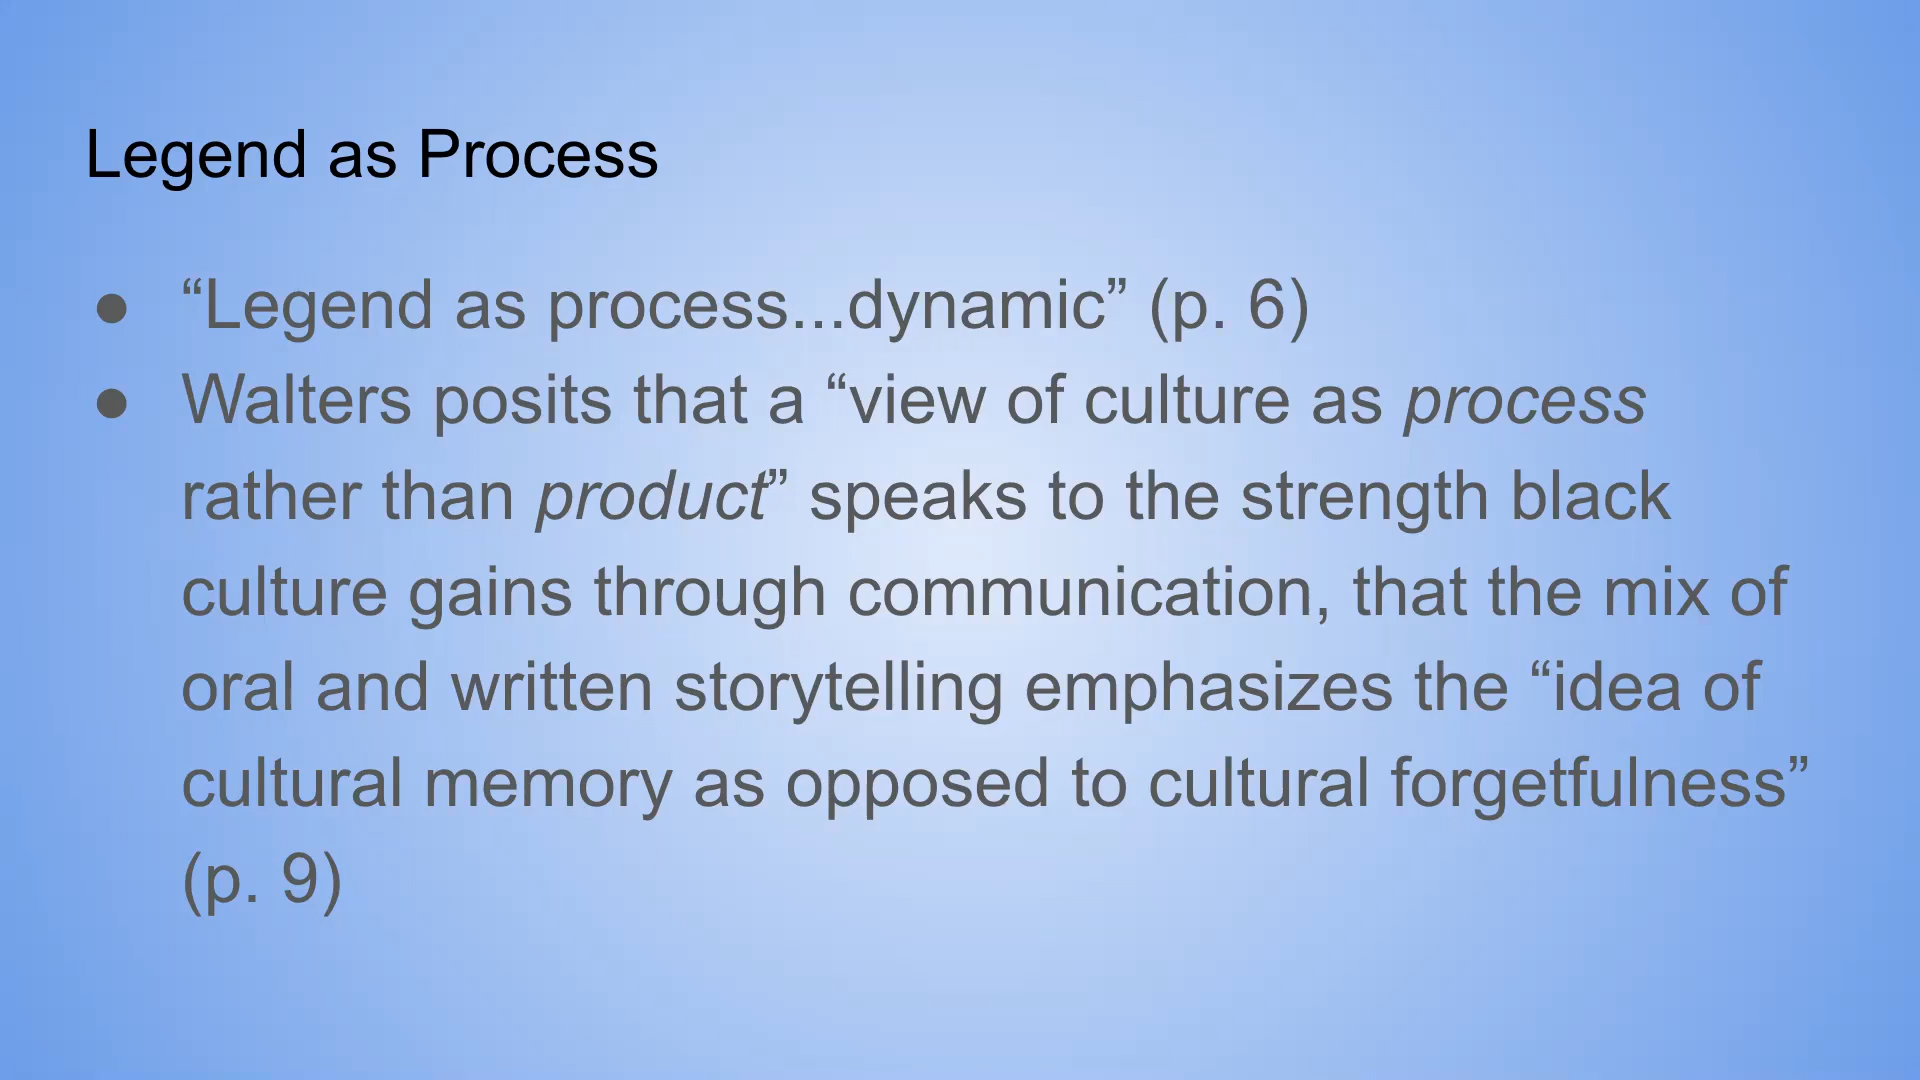 Legend as Process
● “Legend as process...dynamic” (p. 6)
● Walters posits that a “view of culture as process
rather than product” speaks to the strength black
culture gains through communication, that the mix of
oral and written storytelling emphasizes the “idea of
cultural memory as opposed to cultural forgetfulness”
(p. 9)